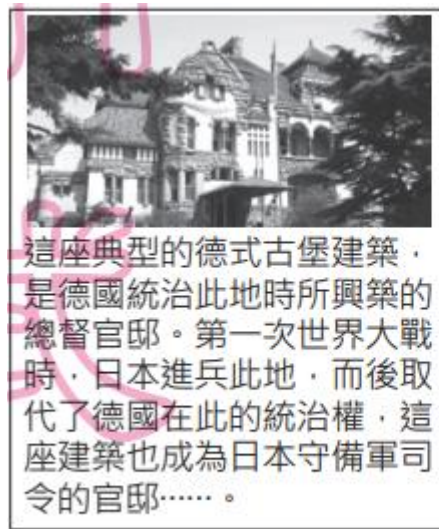 這座典型的德式古堡建築，
是德國統治此地時所興築的
總督官邸。第一次世界大戰
時，日本進兵此地，而後取
代了德國在此的統治權，這
座建築也成為日本守備軍司
令的官邸……。